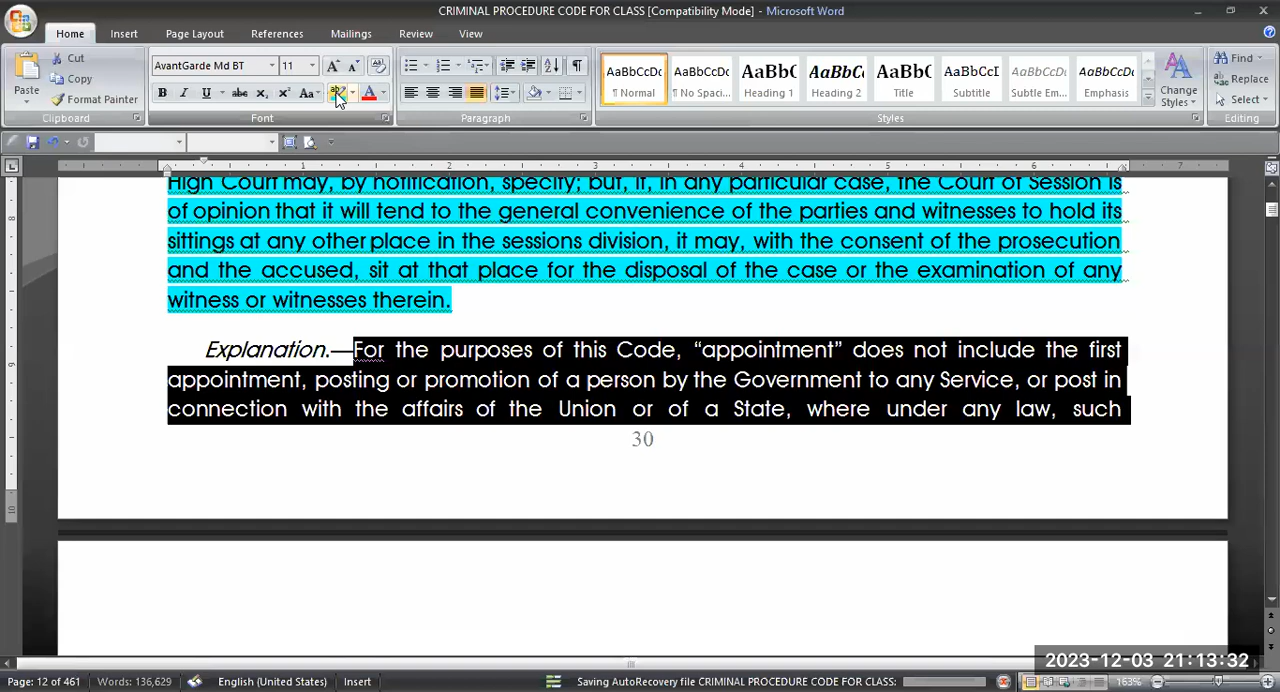 CRIMINAL PROCEDURE CODE FOR CLASS [Compatibility Mode] - Microsoft Word
Home Insert Page Layout References Mailings Review View
Paste
Cut
Copy
Format Painter
Clipboard
AvantGarde Md BT 11
Font
Paragraph
AaBbCcDc AaBbCcDc AaBbC AaBbCc AaBbC AaBbCcI AaBbCcDc AaBbCcDc
¶ Normal ¶ No Spaci... Heading 1 Heading 2 Title Subtitle Subtle Em... Emphasis
Styles
Change Styles
Find
Replace
Select
Editing
High Court may, by notification, specify; but, if, in any particular case, the Court of Session is
of opinion that it will tend to the general convenience of the parties and witnesses to hold its
sittings at any other place in the sessions division, it may, with the consent of the prosecution
and the accused, sit at that place for the disposal of the case or the examination of any
witness or witnesses therein.
Explanation.—For the purposes of this Code, “appointment” does not include the first
appointment, posting or promotion of a person by the Government to any Service, or post in
connection with the affairs of the Union or of a State, where under any law, such
30
2023-12-03 21:13:32
Page: 12 of 461 Words: 136,629 English (United States) Insert Saving AutoRecovery file CRIMINAL PROCEDURE CODE FOR CLASS: 163%